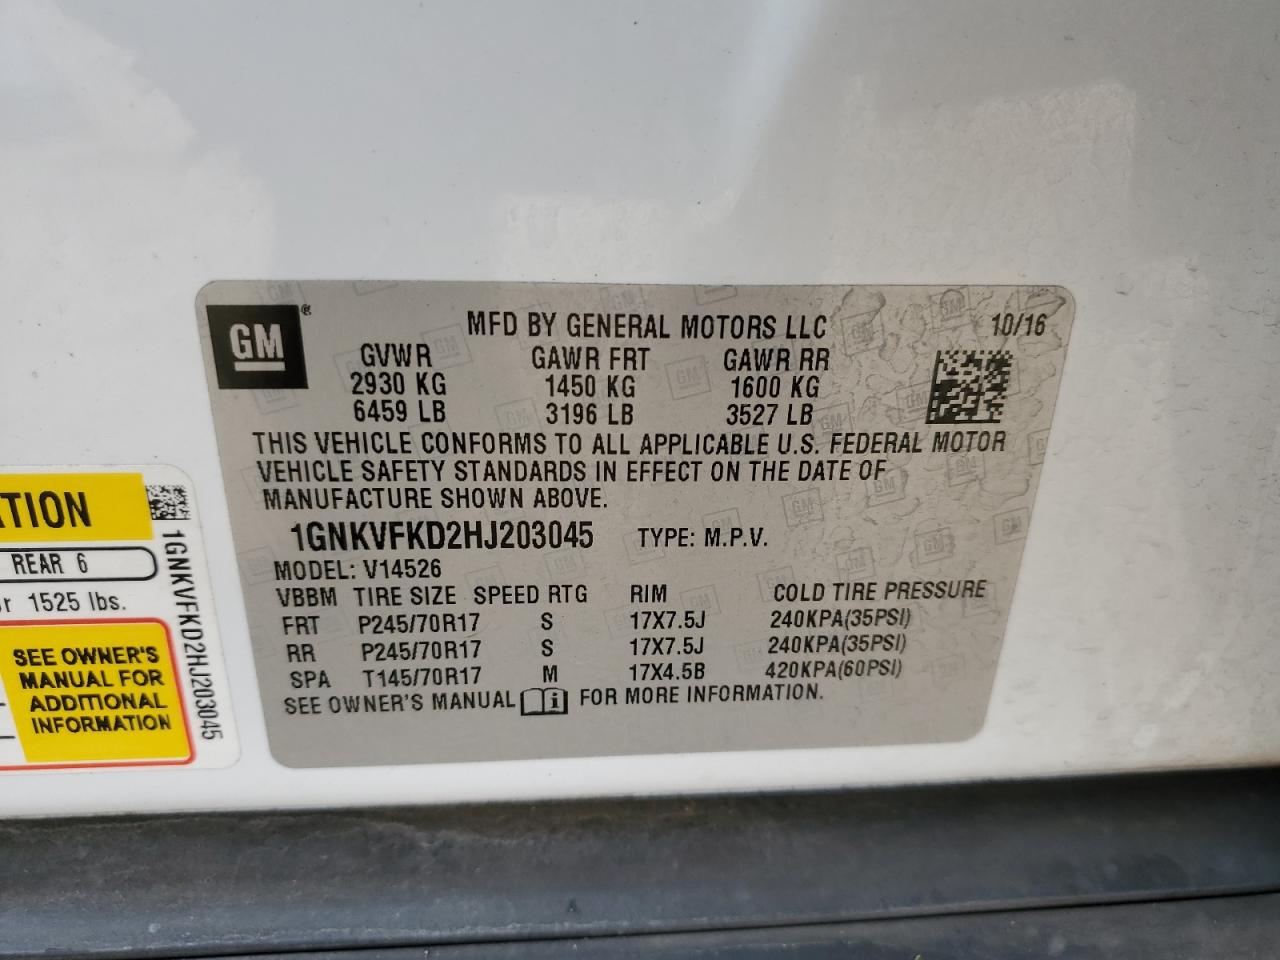 GM®
MFD BY GENERAL MOTORS LLC 10/16
GVWR GAWR FRT GAWR RR
2930 KG 1450 KG 1600 KG
6459 LB 3196 LB 3527 LB
THIS VEHICLE CONFORMS TO ALL APPLICABLE U.S. FEDERAL MOTOR
VEHICLE SAFETY STANDARDS IN EFFECT ON THE DATE OF
MANUFACTURE SHOWN ABOVE.
1GNKVFKD2HJ203045 TYPE: M.P.V.
MODEL: V14526
VBBM TIRE SIZE SPEED RTG RIM COLD TIRE PRESSURE
FRT P245/70R17 S 17X7.5J 240KPA(35PSI)
RR P245/70R17 S 17X7.5J 240KPA(35PSI)
SPA T145/70R17 M 17X4.5B 420KPA(60PSI)
SEE OWNER'S MANUAL i FOR MORE INFORMATION.
ATION
REAR 6
r 1525 lbs.
SEE OWNER'S
MANUAL FOR
ADDITIONAL
INFORMATION
1GNKVFKD2HJ203045